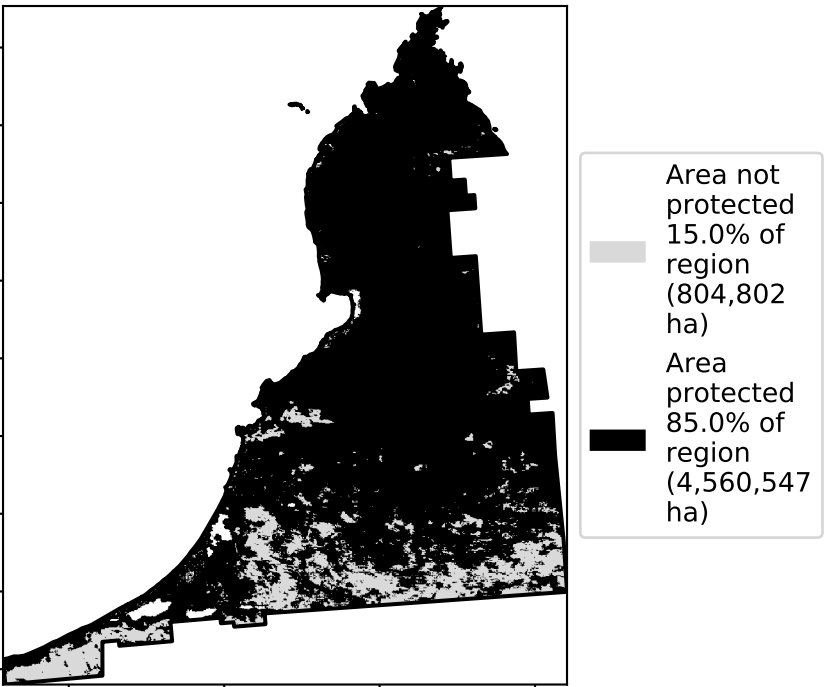 Area not
protected
15.0% of
region
(804,802
ha)
Area
protected
85.0% of
region
(4,560,547
ha)